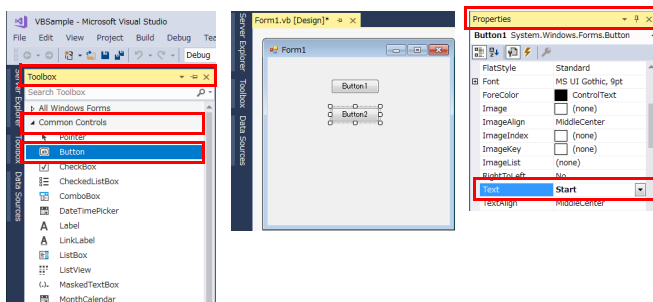 VBSample - Microsoft Visual Studio
File Edit View Project Build Debug
Debug
Toolbox
Search Toolbox
All Windows Forms
Common Controls
Pointer
Button
CheckBox
CheckedListBox
ComboBox
DateTimePicker
Label
LinkLabel
ListBox
ListView
MaskedTextBox
MonthCalendar
Server Explorer
Toolbox
Data Sources
Form1.vb [Design]*
Form1
Button1
Button2
Server Explorer
Toolbox
Data Sources
Properties
Button1 System.Windows.Forms.Button
FlatStyle Standard
Font MS UI Gothic, 9pt
ForeColor ControlText
Image (none)
ImageAlign MiddleCenter
ImageIndex (none)
ImageKey (none)
ImageList (none)
RightToLeft No
Text Start
TextAlign MiddleCenter